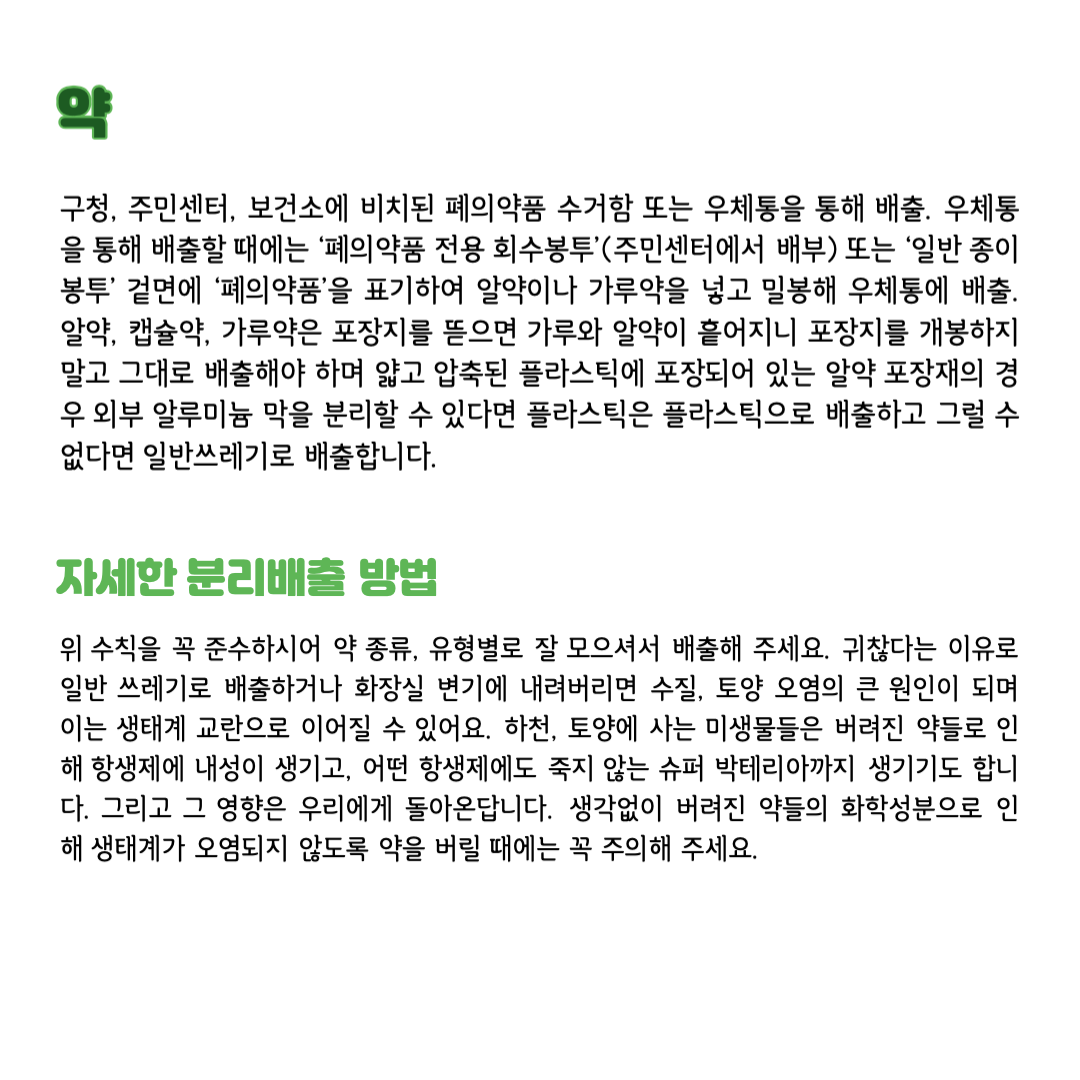 약
구청, 주민센터, 보건소에 비치된 폐의약품 수거함 또는 우체통을 통해 배출. 우체통
을 통해 배출할 때에는 ‘폐의약품 전용 회수봉투’(주민센터에서 배부) 또는 ‘일반 종이
봉투’ 겉면에 ‘폐의약품’을 표기하여 알약이나 가루약을 넣고 밀봉해 우체통에 배출.
알약, 캡슐약, 가루약은 포장지를 뜯으면 가루와 알약이 흩어지니 포장지를 개봉하지
말고 그대로 배출해야 하며 얇고 압축된 플라스틱에 포장되어 있는 알약 포장재의 경
우 외부 알루미늄 막을 분리할 수 있다면 플라스틱은 플라스틱으로 배출하고 그럴 수
없다면 일반쓰레기로 배출합니다.
자세한 분리배출 방법
위 수칙을 꼭 준수하시어 약 종류, 유형별로 잘 모으셔서 배출해 주세요. 귀찮다는 이유로
일반 쓰레기로 배출하거나 화장실 변기에 내려버리면 수질, 토양 오염의 큰 원인이 되며
이는 생태계 교란으로 이어질 수 있어요. 하천, 토양에 사는 미생물들은 버려진 약들로 인
해 항생제에 내성이 생기고, 어떤 항생제에도 죽지 않는 슈퍼 박테리아까지 생기기도 합니
다. 그리고 그 영향은 우리에게 돌아온답니다. 생각없이 버려진 약들의 화학성분으로 인
해 생태계가 오염되지 않도록 약을 버릴 때에는 꼭 주의해 주세요.